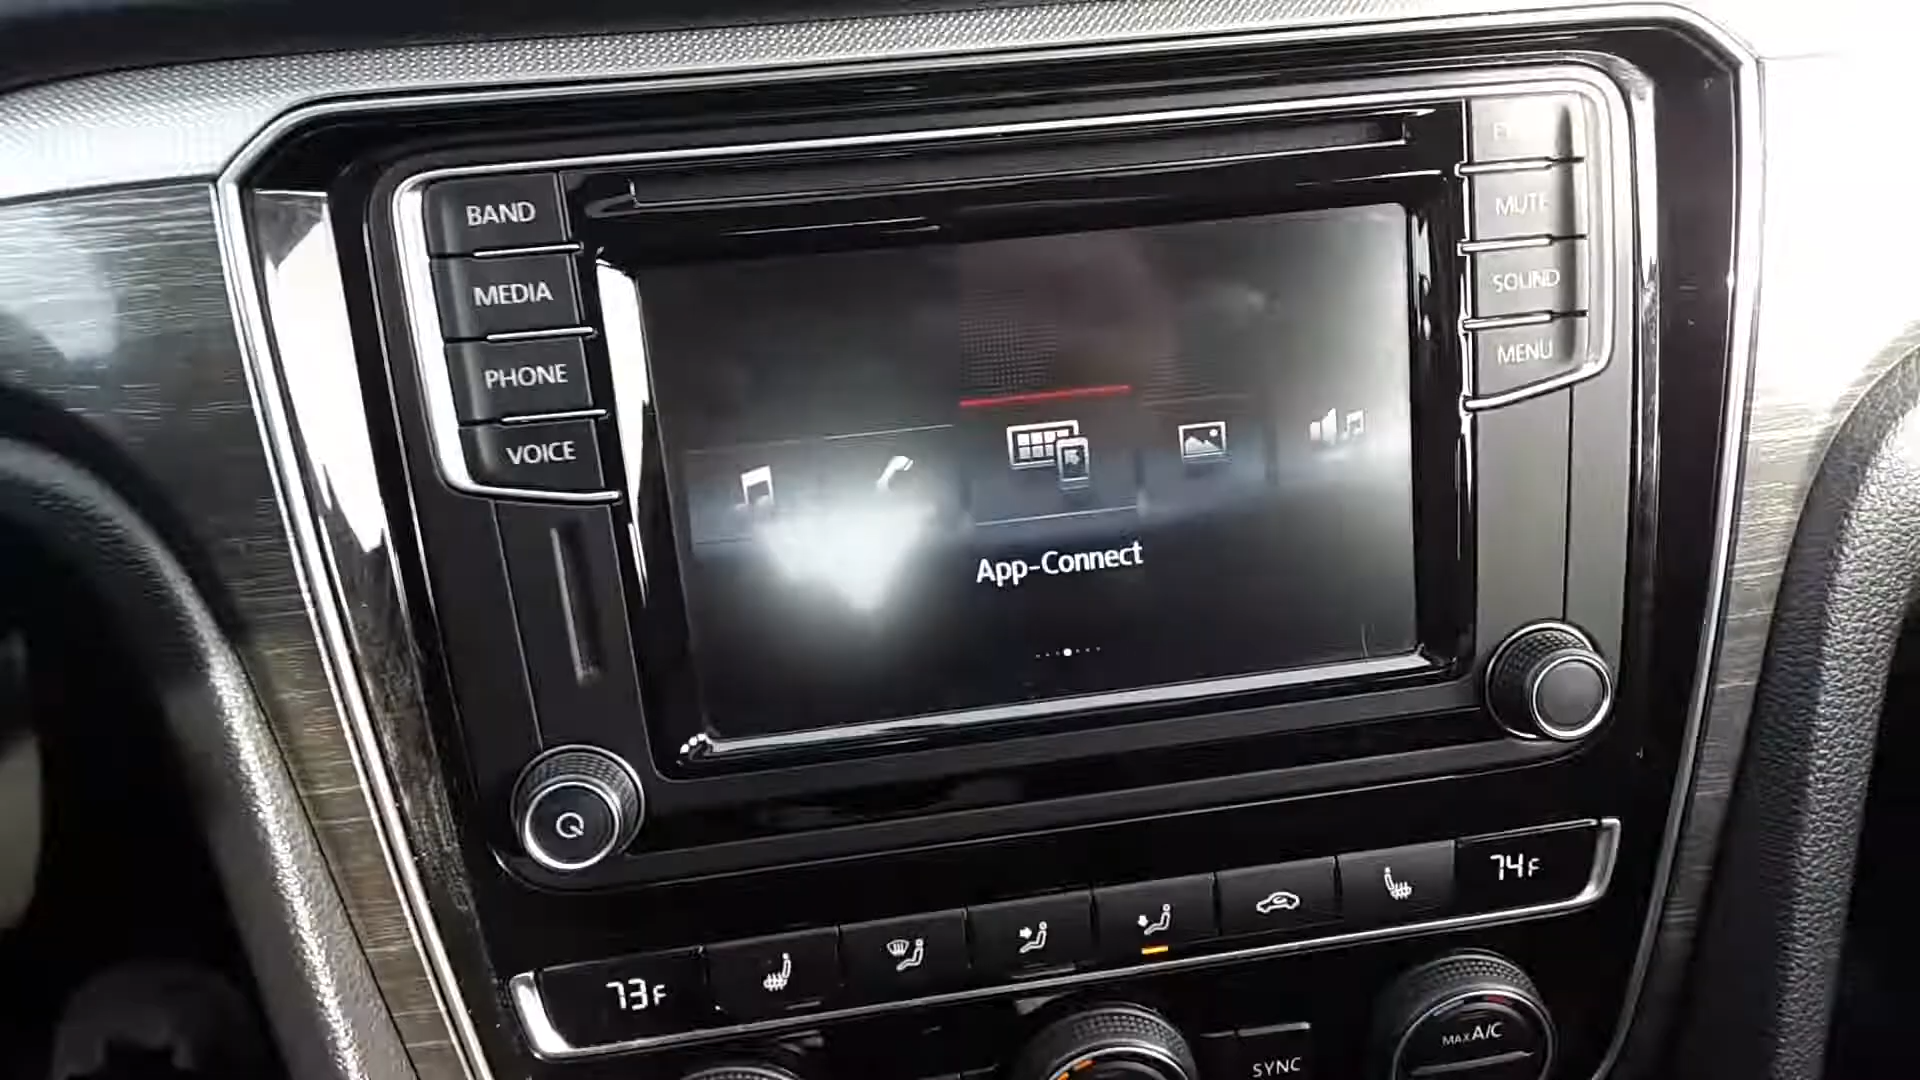 BAND
MEDIA
PHONE
VOICE
MUTE
SOUND
MENU
App-Connect
73F
74F
MAX A/C
SYNC